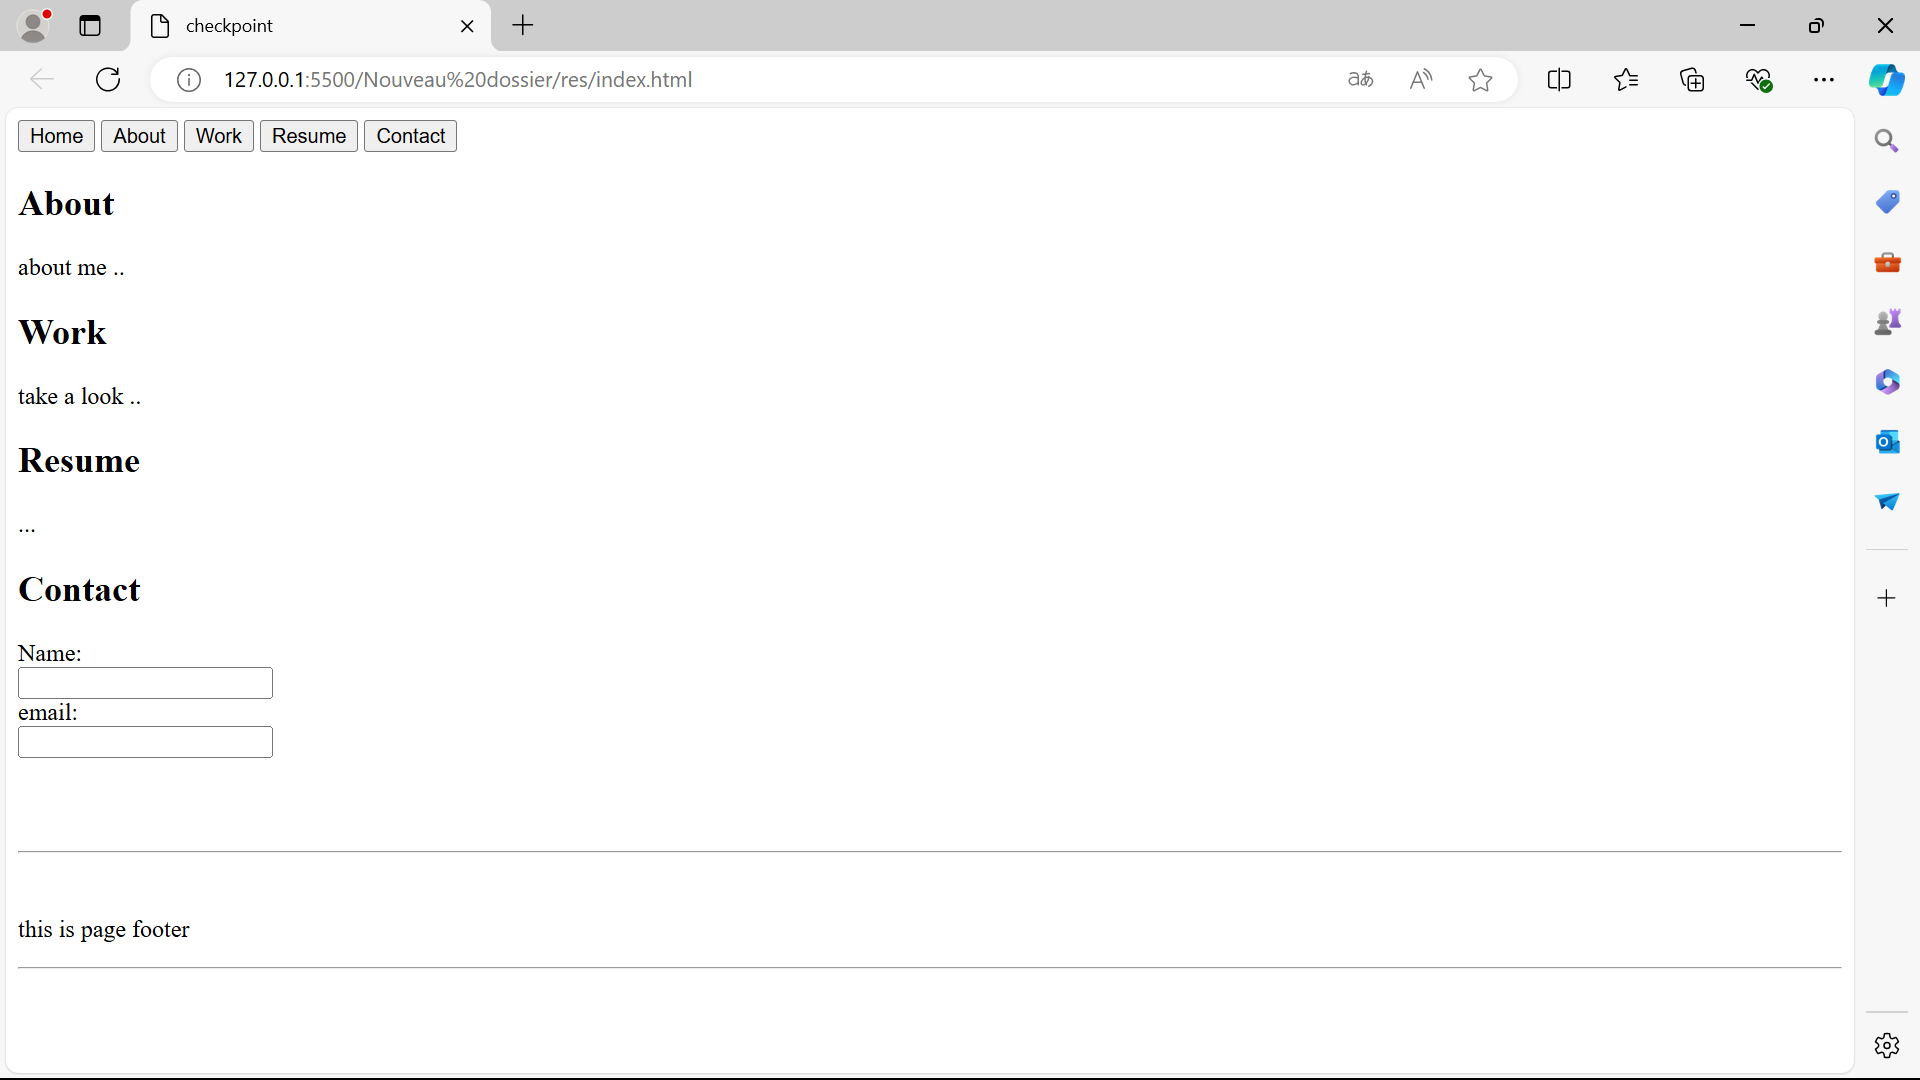 checkpoint
127.0.0.1:5500/Nouveau%20dossier/res/index.html
Home About Work Resume Contact
About
about me ..
Work
take a look ..
Resume
...
Contact
Name:
email:
this is page footer